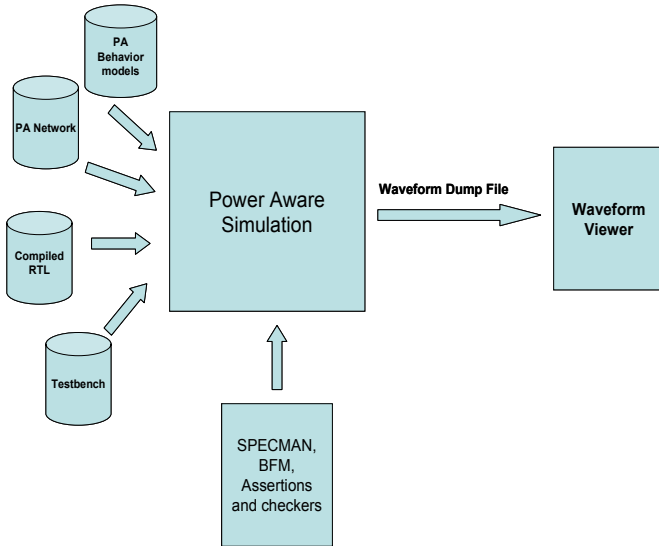 PA
Behavior
models
PA Network
Compiled
RTL
Testbench
Power Aware
Simulation
SPECMAN,
BFM,
Assertions
and checkers
Waveform Dump File
Waveform
Viewer